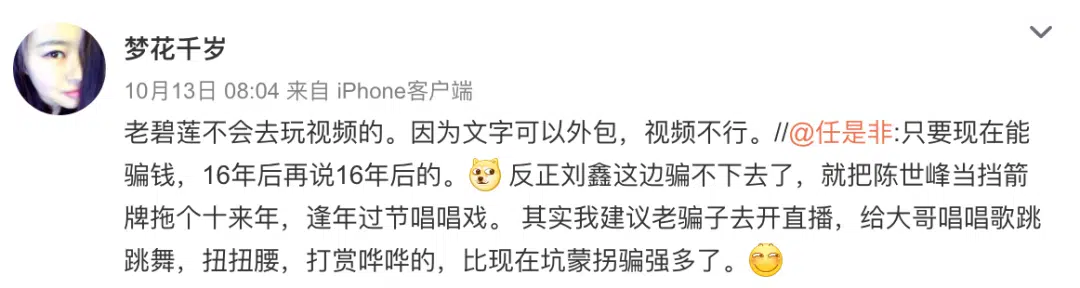 梦花千岁
10月13日 08:04 来自 iPhone客户端
老碧莲不会去玩视频的。因为文字可以外包，视频不行。//@任是非:只要现在能
骗钱，16年后再说16年后的。 反正刘鑫这边骗不下去了，就把陈世峰当挡箭
牌拖个十来年，逢年过节唱唱戏。 其实我建议老骗子去开直播，给大哥唱唱歌跳
跳舞，扭扭腰，打赏哗哗的，比现在坑蒙拐骗强多了。